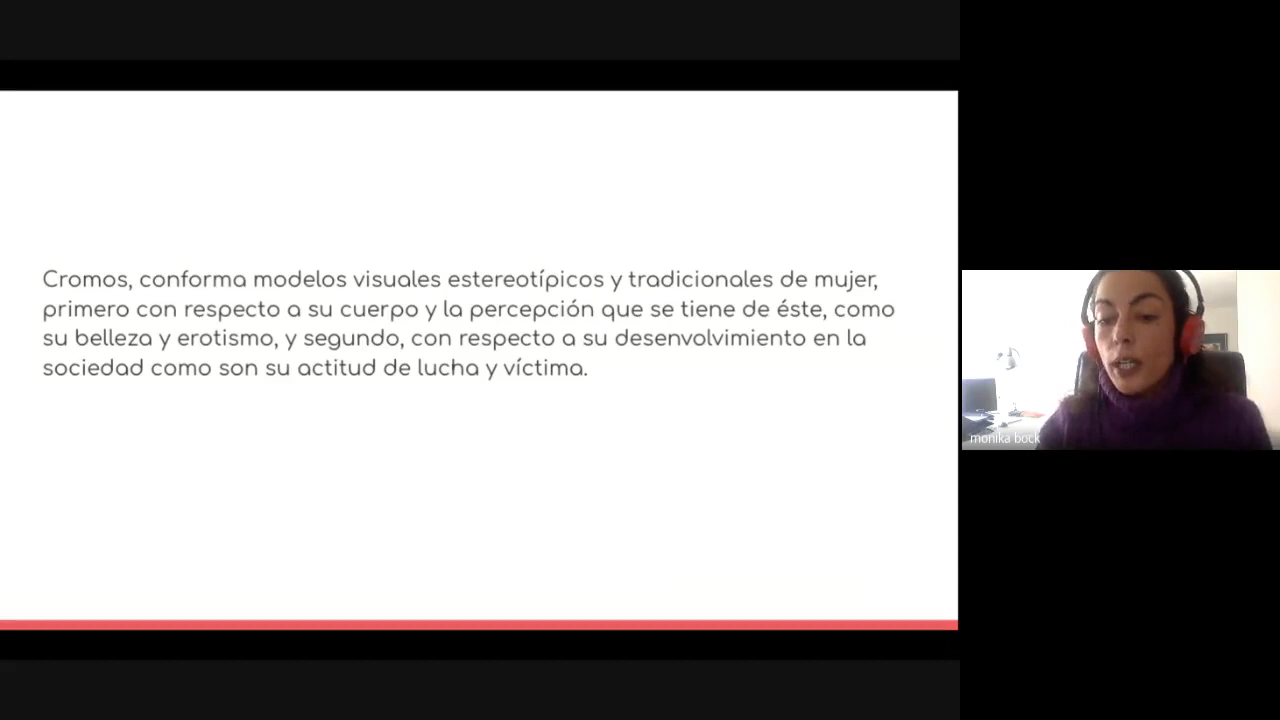 Cromos, conforma modelos visuales estereotípicos y tradicionales de mujer,
primero con respecto a su cuerpo y la percepción que se tiene de éste, como
su belleza y erotismo, y segundo, con respecto a su desenvolvimiento en la
sociedad como son su actitud de lucha y víctima.
monika bock